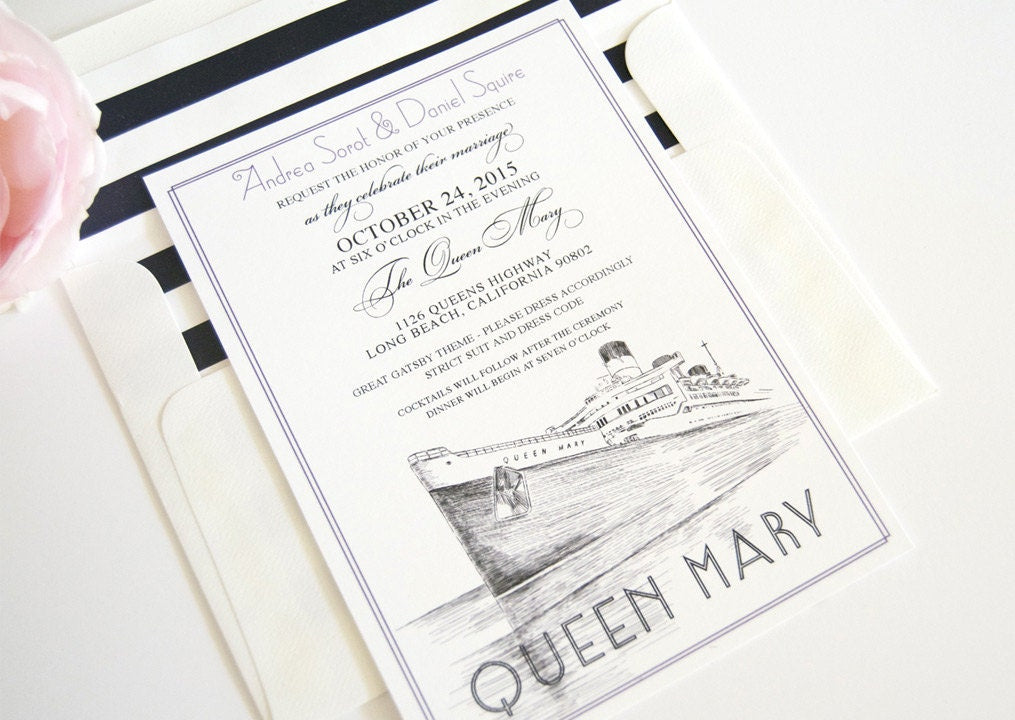 Andrea Sorot & Daniel Squire
REQUEST THE HONOR OF YOUR PRESENCE
as they celebrate their marriage
OCTOBER 24, 2015
AT SIX O'CLOCK IN THE EVENING
The Queen Mary
1126 QUEENS HIGHWAY
LONG BEACH, CALIFORNIA 90802
GREAT GATSBY THEME - PLEASE DRESS ACCORDINGLY
STRICT SUIT AND DRESS CODE
COCKTAILS WILL FOLLOW AFTER THE CEREMONY
DINNER WILL BEGIN AT SEVEN O'CLOCK
QUEEN MARY
QUEEN MARY